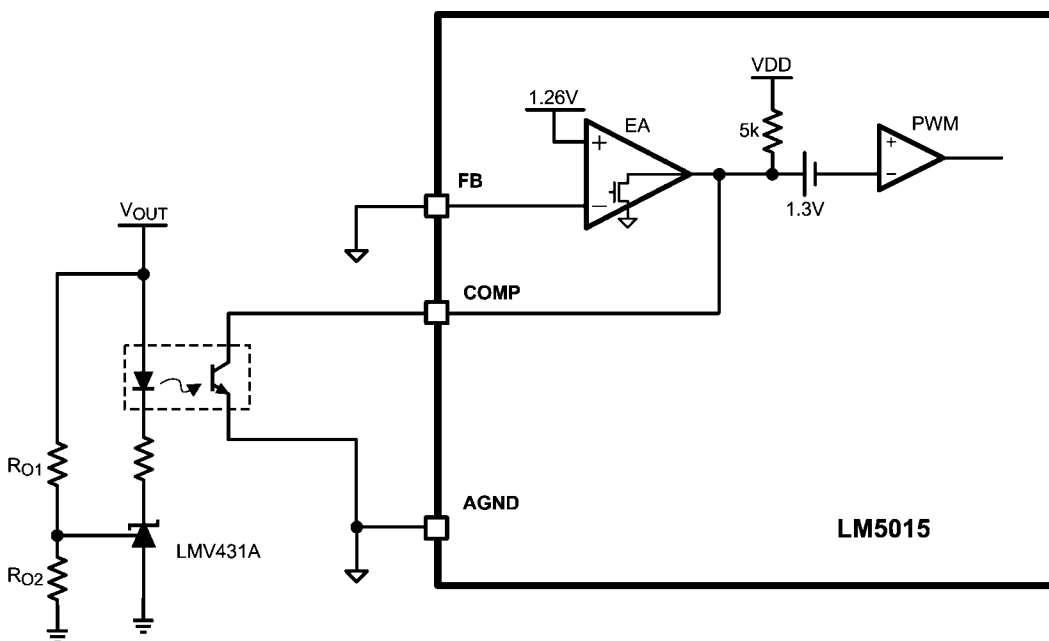 VDD
1.26V
EA
5k
PWM
+
+
−
−
FB
1.3V
VOUT
COMP
RO1
AGND
LM5015
LMV431A
RO2